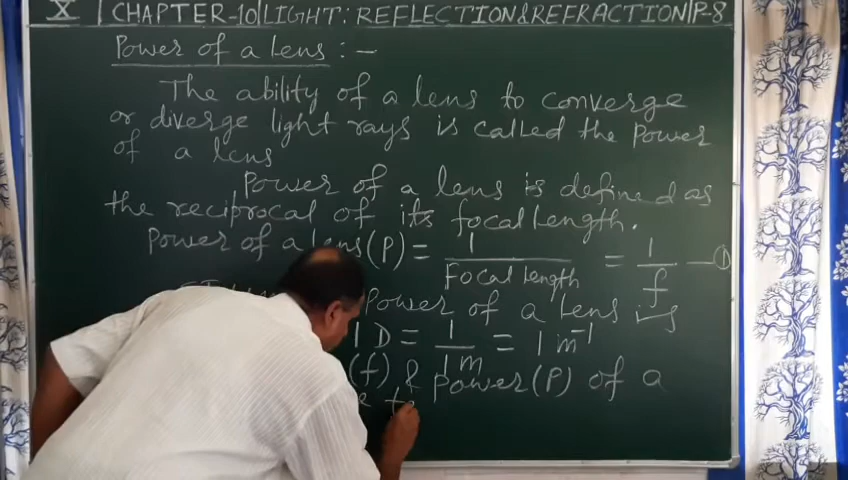 X | CHAPTER-10|LIGHT: REFLECTION&REFRACTION|P-8
Power of a lens :-
The ability of a lens to converge
or diverge light rays is called the Power
of a lens
Power of a lens is defined as
the reciprocal of its focal length.
Power of a lens (P) = 1 / Focal length = 1 / f —①
Power of a lens is
1 D = 1 / 1m = 1 m⁻¹
(f) & power (P) of a